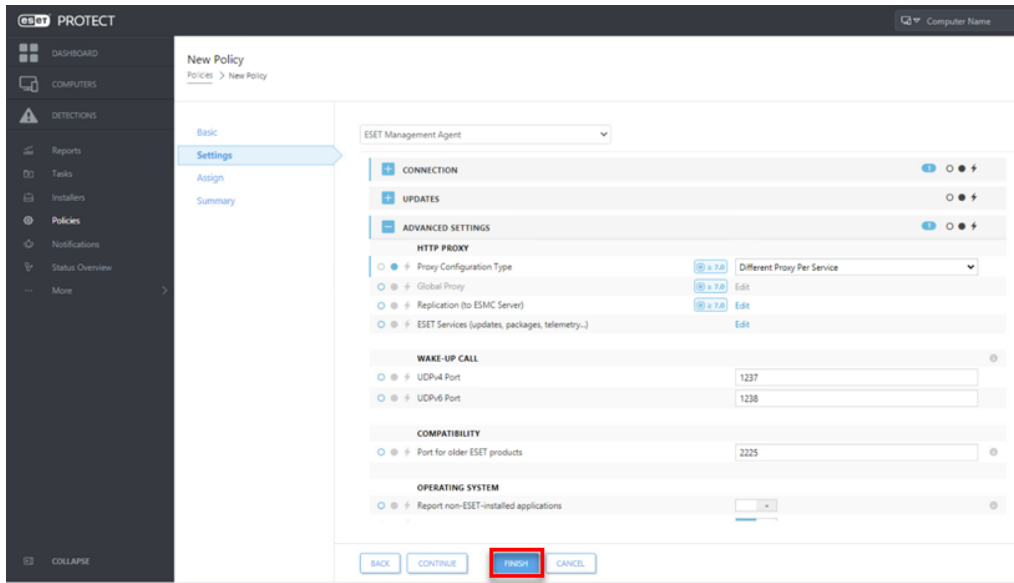 eset PROTECT
Computer Name
DASHBOARD
COMPUTERS
DETECTIONS
Reports
Tasks
Installers
Policies
Notifications
Status Overview
More
COLLAPSE
New Policy
Policies > New Policy
Basic
Settings
Assign
Summary
ESET Management Agent
CONNECTION 1
UPDATES
ADVANCED SETTINGS 1
HTTP PROXY
Proxy Configuration Type ≥ 7.0 Different Proxy Per Service
Global Proxy ≥ 7.0 Edit
Replication (to ESMC Server) ≥ 7.0 Edit
ESET Services (updates, packages, telemetry...) Edit
WAKE-UP CALL
UDPv4 Port 1237
UDPv6 Port 1238
COMPATIBILITY
Port for older ESET products 2225
OPERATING SYSTEM
Report non-ESET-installed applications
BACK CONTINUE FINISH CANCEL